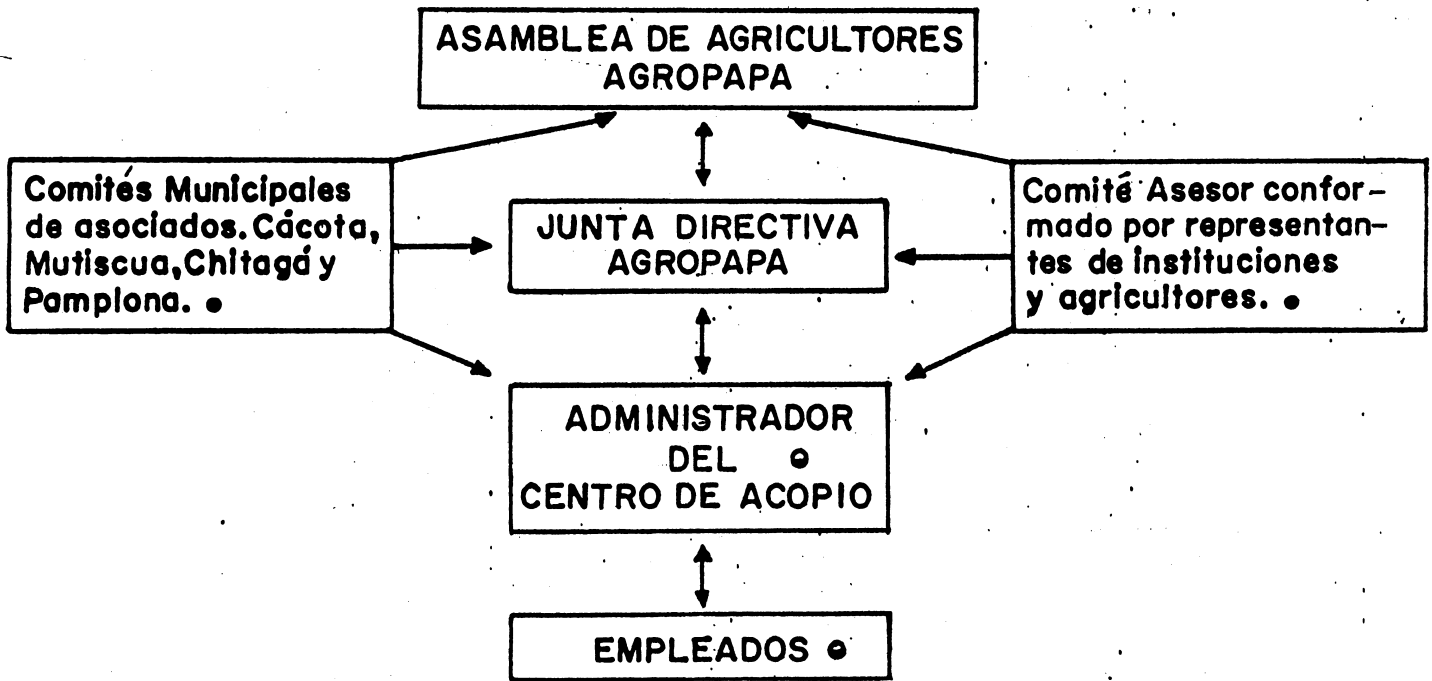 ASAMBLEA DE AGRICULTORES
AGROPAPA
Comités Municipales
de asociados. Cácota,
Mutiscua, Chitagá y
Pamplona.
JUNTA DIRECTIVA
AGROPAPA
Comité Asesor confor-
mado por representan-
tes de instituciones
y agricultores.
ADMINISTRADOR
DEL
CENTRO DE ACOPIO
EMPLEADOS